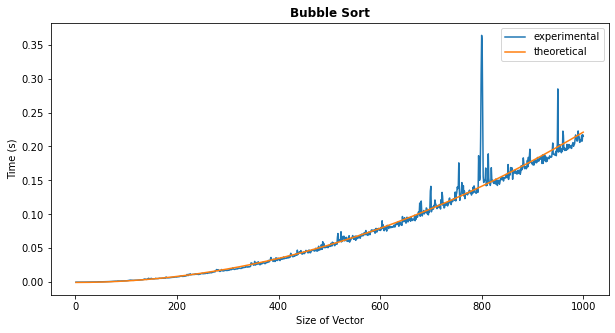 Bubble Sort
experimental
theoretical
0.35
0.30
0.25
0.20
0.15
0.10
0.05
0.00
Time (s)
0 200 400 600 800 1000
Size of Vector